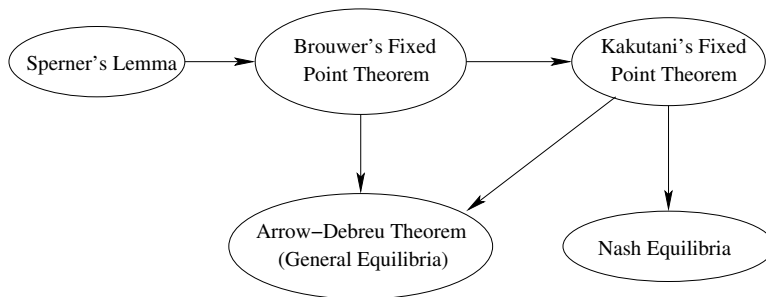 Sperner's Lemma
Brouwer's Fixed
Point Theorem
Kakutani's Fixed
Point Theorem
Arrow−Debreu Theorem
(General Equilibria)
Nash Equilibria